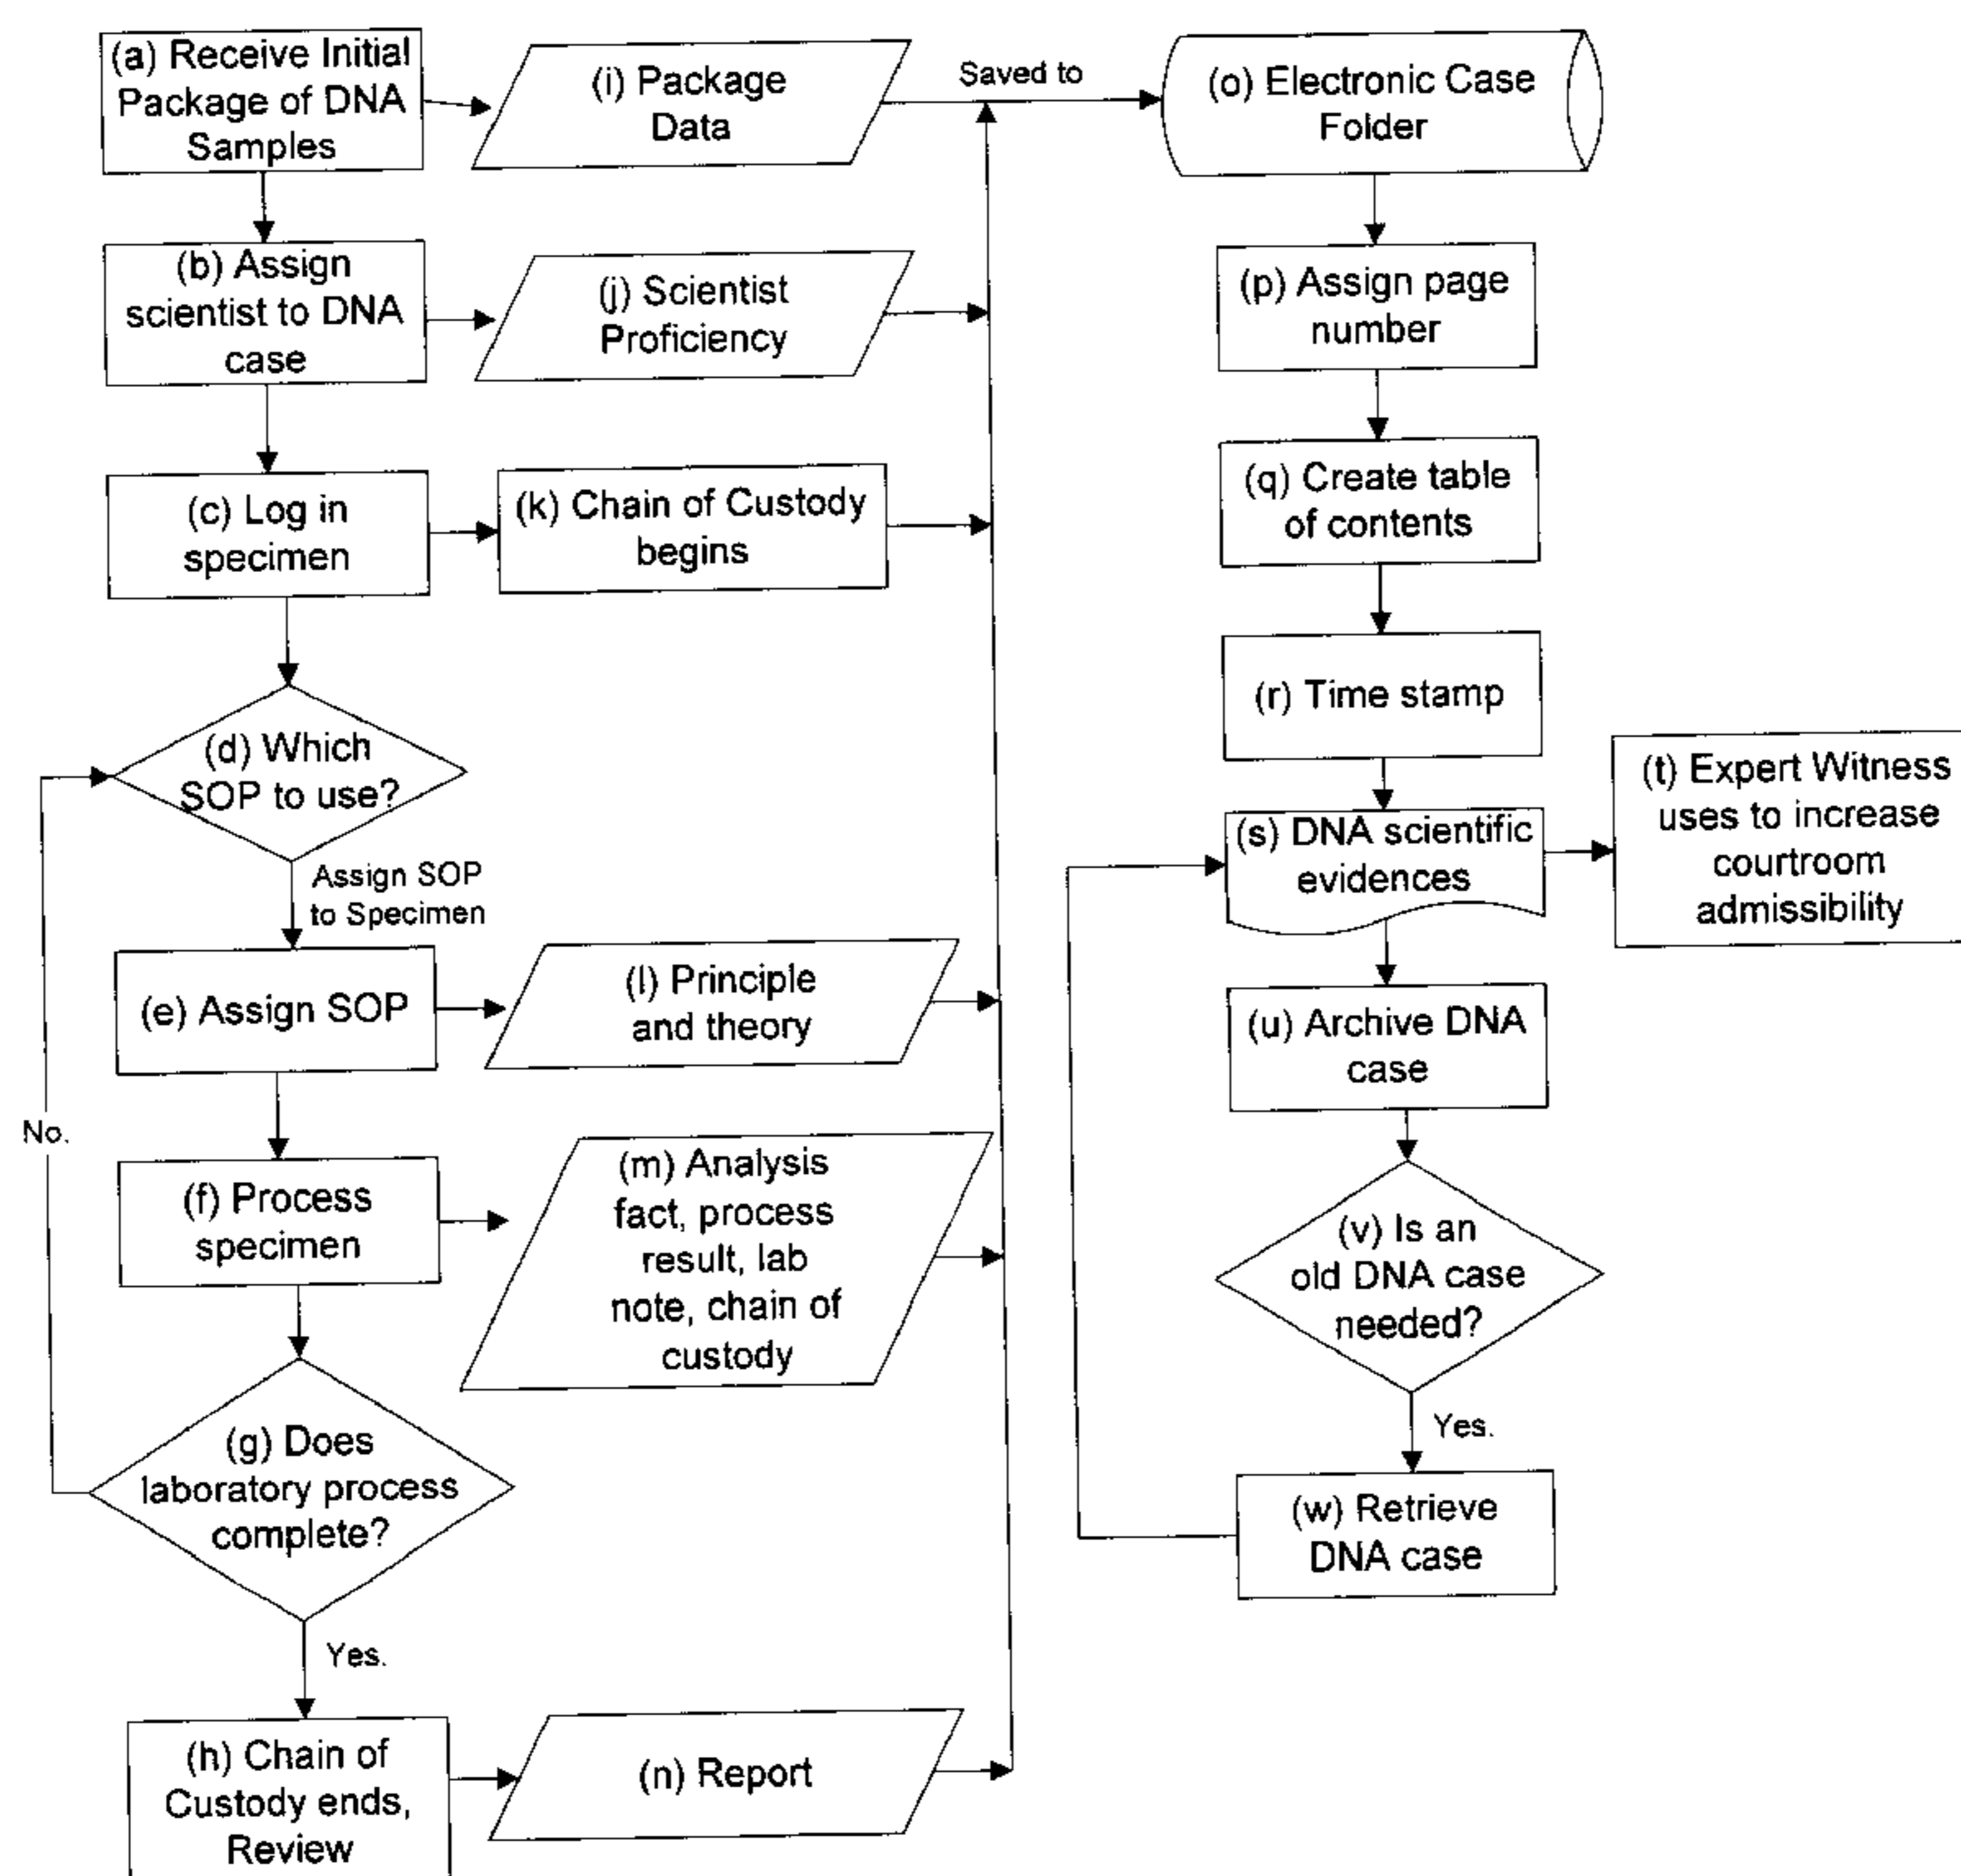 (a) Receive Initial
Package of DNA
Samples
(i) Package
Data
Saved to
(o) Electronic Case
Folder
(b) Assign
scientist to DNA
case
(j) Scientist
Proficiency
(p) Assign page
number
(c) Log in
specimen
(k) Chain of Custody
begins
(q) Create table
of contents
(d) Which
SOP to use?
(r) Time stamp
Assign SOP
to Specimen
(s) DNA scientific
evidences
(t) Expert Witness
uses to increase
courtroom
admissibility
(e) Assign SOP
(l) Principle
and theory
(u) Archive DNA
case
No.
(f) Process
specimen
(m) Analysis
fact, process
result, lab
note, chain of
custody
(v) Is an
old DNA case
needed?
Yes.
(g) Does
laboratory process
complete?
(w) Retrieve
DNA case
Yes.
(h) Chain of
Custody ends,
Review
(n) Report